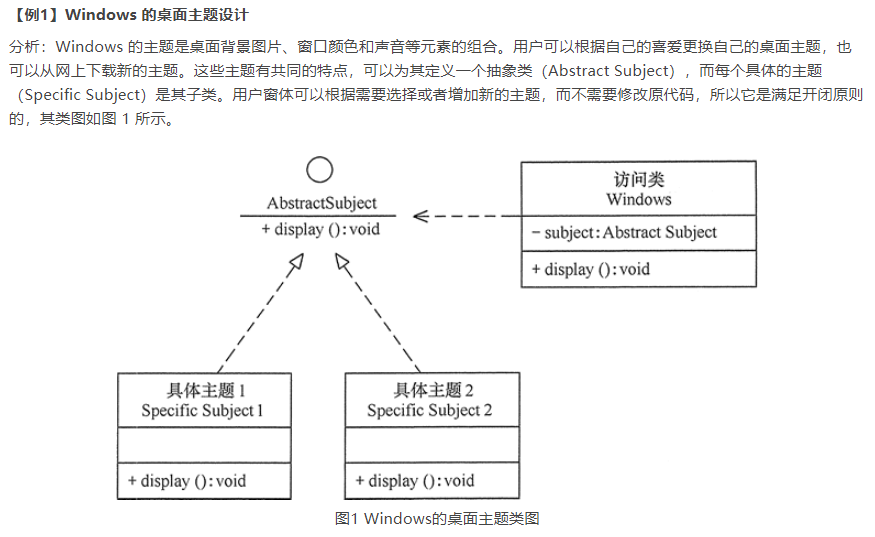 【例1】Windows 的桌面主题设计
分析：Windows 的主题是桌面背景图片、窗口颜色和声音等元素的组合。用户可以根据自己的喜爱更换自己的桌面主题，也
可以从网上下载新的主题。这些主题有共同的特点，可以为其定义一个抽象类（Abstract Subject），而每个具体的主题
（Specific Subject）是其子类。用户窗体可以根据需要选择或者增加新的主题，而不需要修改原代码，所以它是满足开闭原则
的，其类图如图 1 所示。
AbstractSubject
+ display ():void
访问类
Windows
- subject:Abstract Subject
+ display ():void
具体主题 1
Specific Subject 1
+ display ():void
具体主题 2
Specific Subject 2
+ display ():void
图1 Windows的桌面主题类图